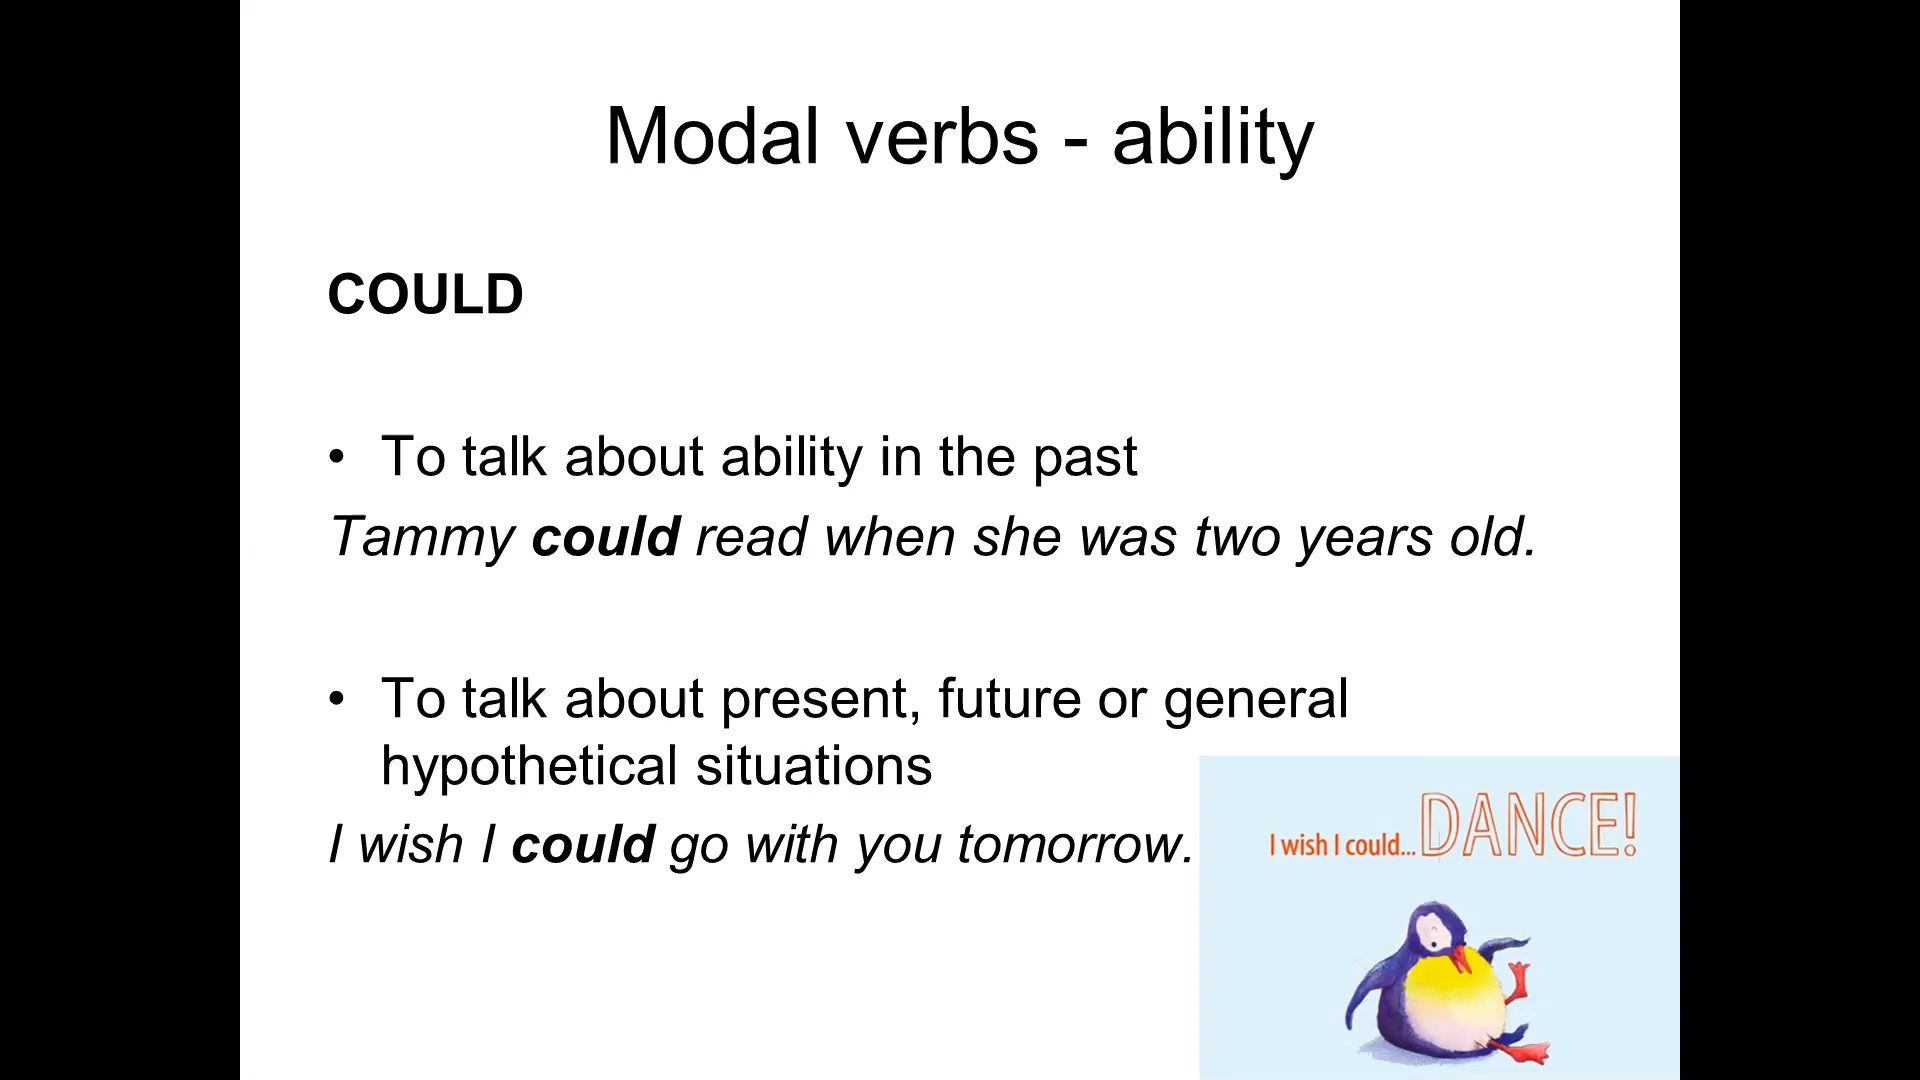 Modal verbs - ability
COULD
• To talk about ability in the past
Tammy could read when she was two years old.
• To talk about present, future or general
hypothetical situations
I wish I could go with you tomorrow.
I wish I could... DANCE!